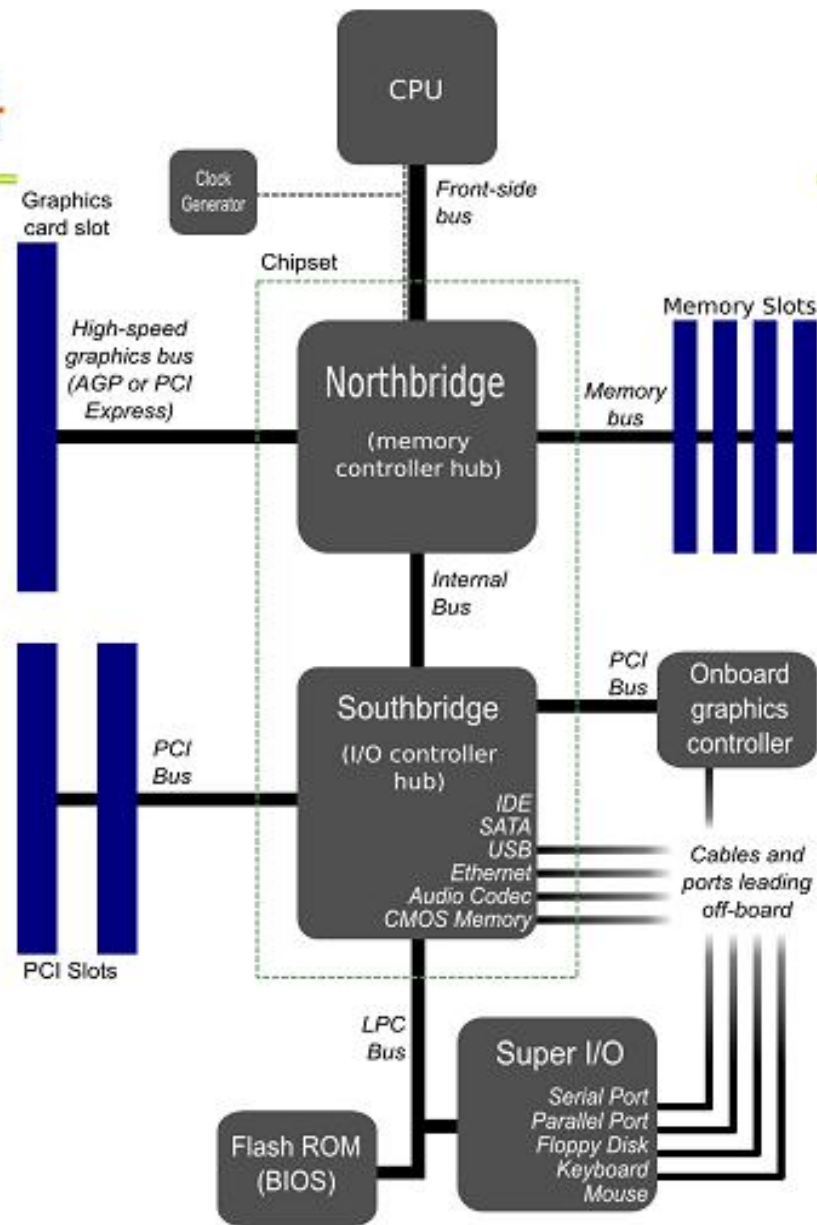 CPU
Clock
Generator
Front-side
bus
Graphics
card slot
Chipset
High-speed
graphics bus
(AGP or PCI
Express)
Northbridge
(memory
controller hub)
Memory Slots
Memory
bus
Internal
Bus
PCI
Bus
Onboard
graphics
controller
Southbridge
(I/O controller
hub)
PCI
Bus
IDE
SATA
USB
Ethernet
Audio Codec
CMOS Memory
Cables and
ports leading
off-board
PCI Slots
LPC
Bus
Super I/O
Serial Port
Parallel Port
Floppy Disk
Keyboard
Mouse
Flash ROM
(BIOS)